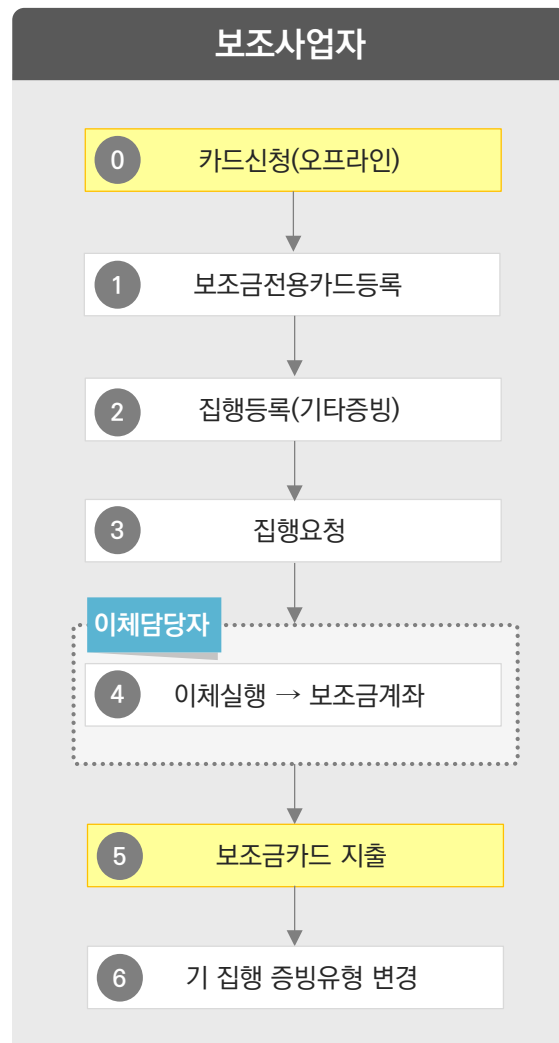 보조사업자
0 카드신청(오프라인)
1 보조금전용카드등록
2 집행등록(기타증빙)
3 집행요청
이체담당자
4 이체실행 → 보조금계좌
5 보조금카드 지출
6 기 집행 증빙유형 변경